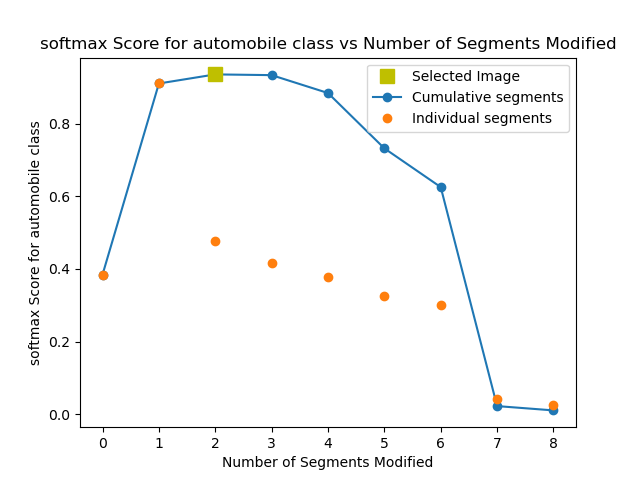 softmax Score for automobile class vs Number of Segments Modified
Selected Image
Cumulative segments
Individual segments
softmax Score for automobile class
0.8
0.6
0.4
0.2
0.0
0 1 2 3 4 5 6 7 8
Number of Segments Modified